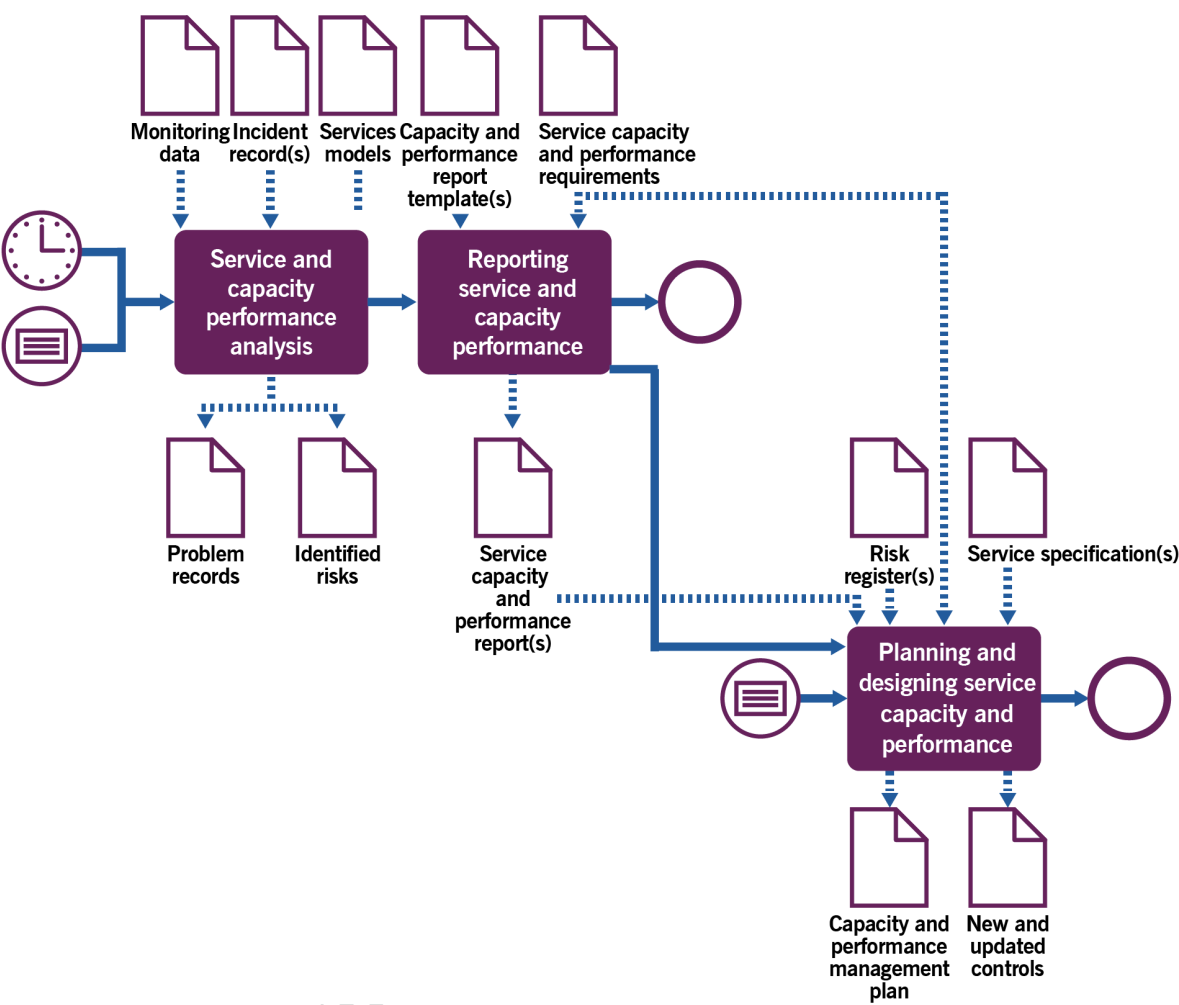 Monitoring
data
Incident
record(s)
Services
models
Capacity and
performance
report
template(s)
Service capacity
and performance
requirements
Service and
capacity
performance
analysis
Reporting
service and
capacity
performance
Problem
records
Identified
risks
Service
capacity
and
performance
report(s)
Risk
register(s)
Service specification(s)
Planning and
designing service
capacity and
performance
Capacity and
performance
management
plan
New and
updated
controls